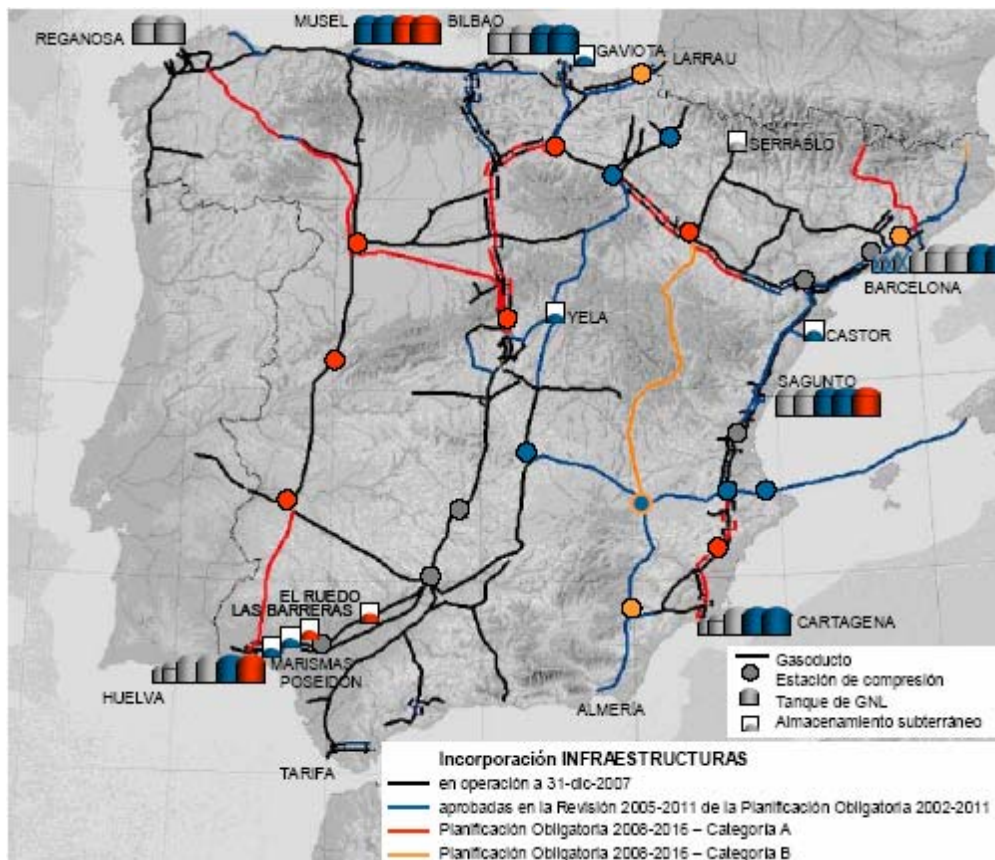 MUSEL
BILBAO
REGANOSA
GAVIOTA
LARRAU
SERRABLO
BARCELONA
YELA
CASTOR
SAGUNTO
EL RUEDO
LAS BARRERAS
CARTAGENA
MARISMAS
POSEIDÓN
HUELVA
ALMERÍA
TARIFA
Gasoducto
Estación de compresión
Tanque de GNL
Almacenamiento subterráneo
Incorporación INFRAESTRUCTURAS
en operación a 31-dic-2007
aprobadas en la Revisión 2005-2011 de la Planificación Obligatoria 2002-2011
Planificación Obligatoria 2008-2016 – Categoría A
Planificación Obligatoria 2008-2016 – Categoría B